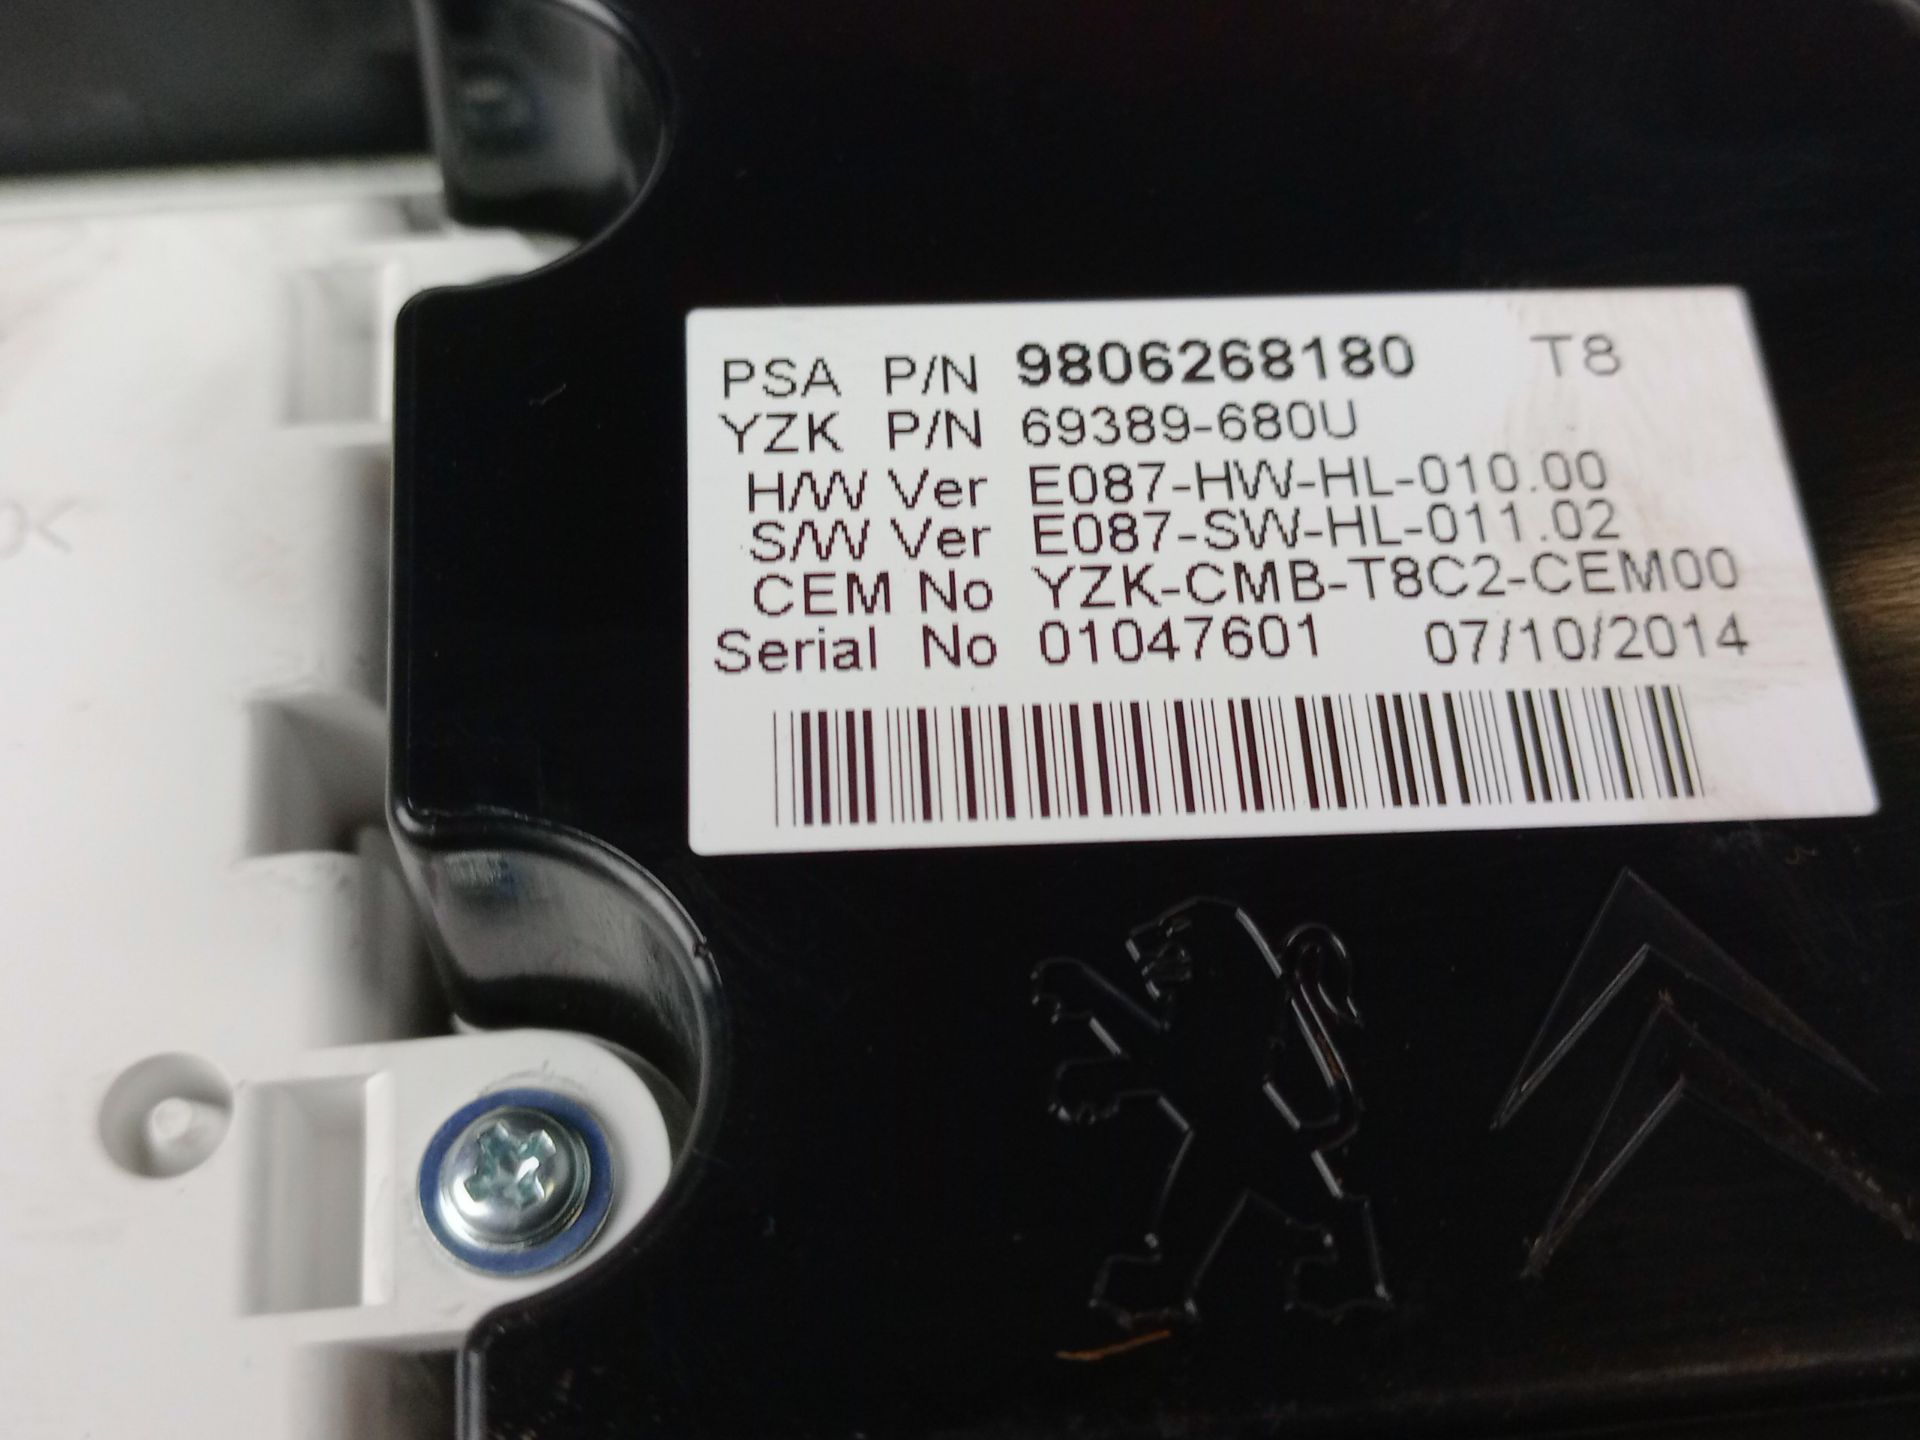 PSA P/N 9806268180 T8
YZK P/N 69389-680U
H/W Ver E087-HW-HL-010.00
S/W Ver E087-SW-HL-011.02
CEM No YZK-CMB-T8C2-CEM00
Serial No 01047601 07/10/2014